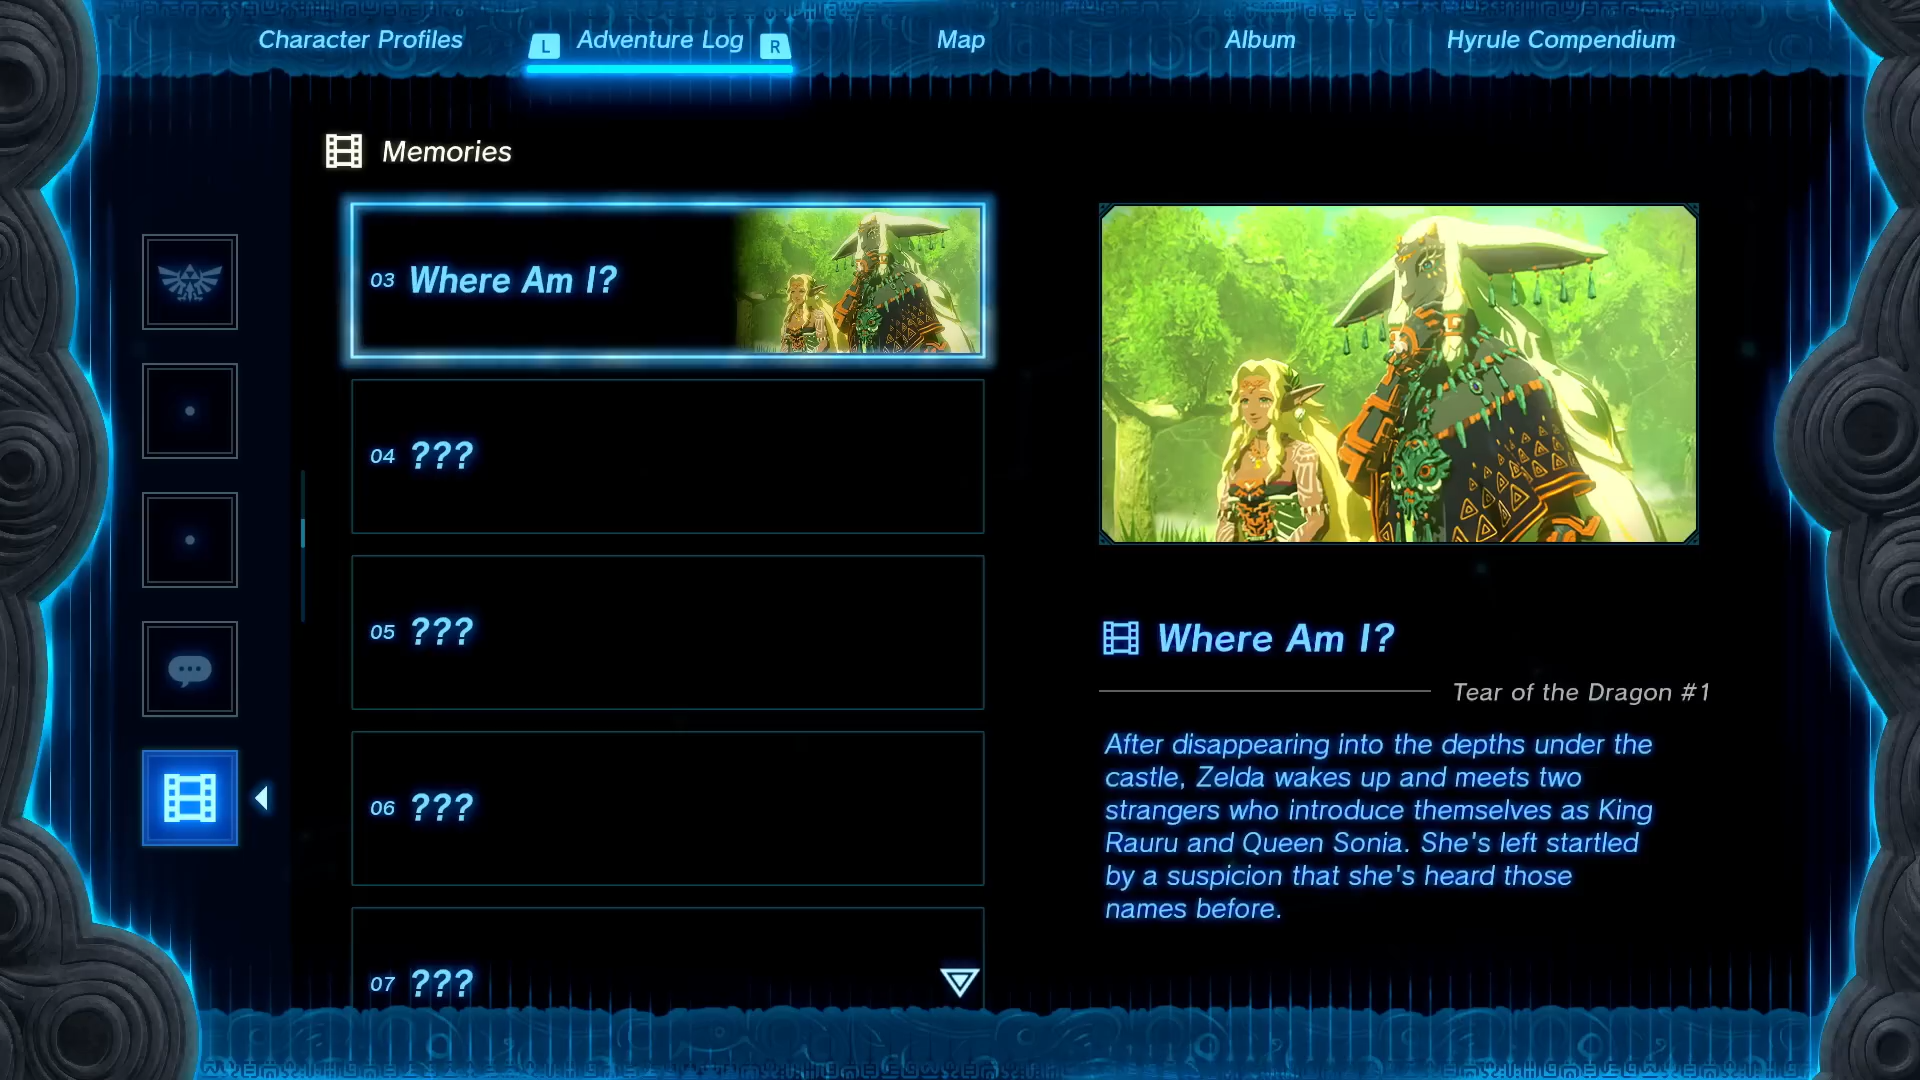 Character Profiles
L Adventure Log R
Map
Album
Hyrule Compendium
Memories
03 Where Am I?
04 ???
05 ???
06 ???
07 ???
Where Am I?
Tear of the Dragon #1
After disappearing into the depths under the
castle, Zelda wakes up and meets two
strangers who introduce themselves as King
Rauru and Queen Sonia. She's left startled
by a suspicion that she's heard those
names before.